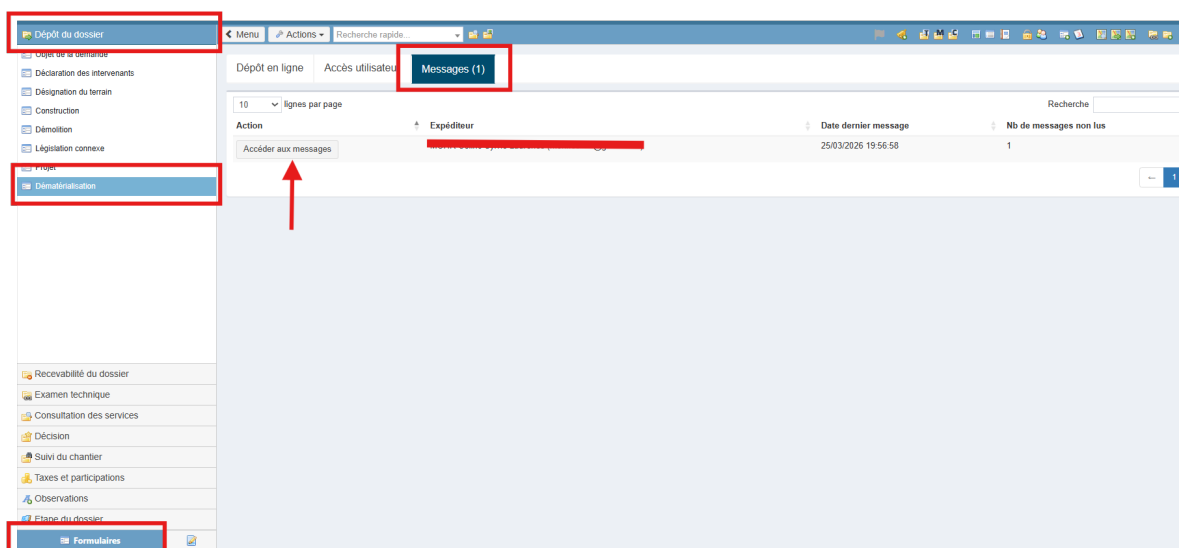 Dépôt du dossier
Menu Actions Recherche rapide...
Objet de la demande
Déclaration des intervenants
Désignation du terrain
Construction
Démolition
Législation connexe
Projet
Dématérialisation
Dépôt en ligne Accès utilisateu Messages (1)
10 lignes par page Recherche
Action Expéditeur Date dernier message Nb de messages non lus
Accéder aux messages 25/03/2026 19:56:58 1
← 1
Recevabilité du dossier
Examen technique
Consultation des services
Décision
Suivi du chantier
Taxes et participations
Observations
Etape du dossier
Formulaires